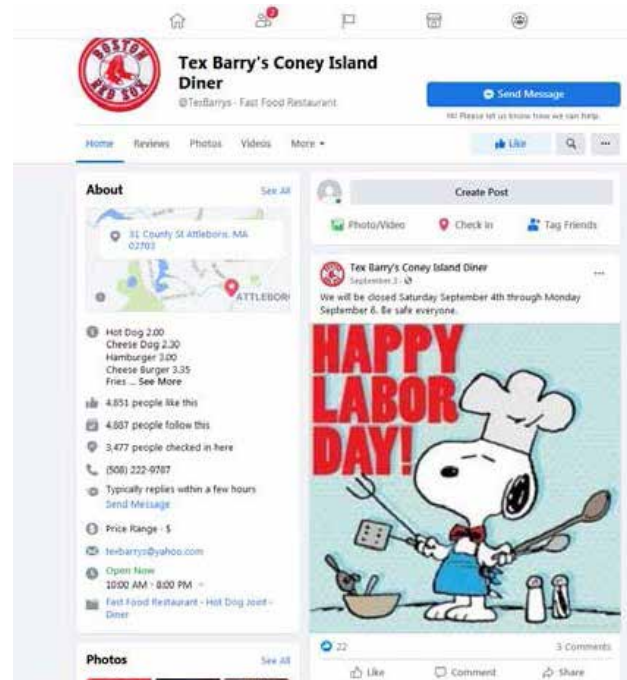 2
BOSTON
RED SOX
Tex Barry's Coney Island
Diner
@TexBarrys · Fast Food Restaurant
Send Message
Hi! Please let us know how we can help.
Home Reviews Photos Videos More
Like
About See All
31 County St Attleboro, MA
02703
ATTLEBOR
Hot Dog 2.00
Cheese Dog 2.30
Hamburger 3.00
Cheese Burger 3.35
Fries ... See More
4,851 people like this
4,887 people follow this
3,477 people checked in here
(508) 222-9787
Typically replies within a few hours
Send Message
Price Range · $
texbarrys@yahoo.com
Open Now
10:00 AM - 8:00 PM
Fast Food Restaurant · Hot Dog Joint ·
Diner
Photos See All
Create Post
Photo/Video Check in Tag Friends
Tex Barry's Coney Island Diner
September 3 ·
We will be closed Saturday September 4th through Monday
September 6. Be safe everyone.
HAPPY
LABOR
DAY!
22 3 Comments
Like Comment Share